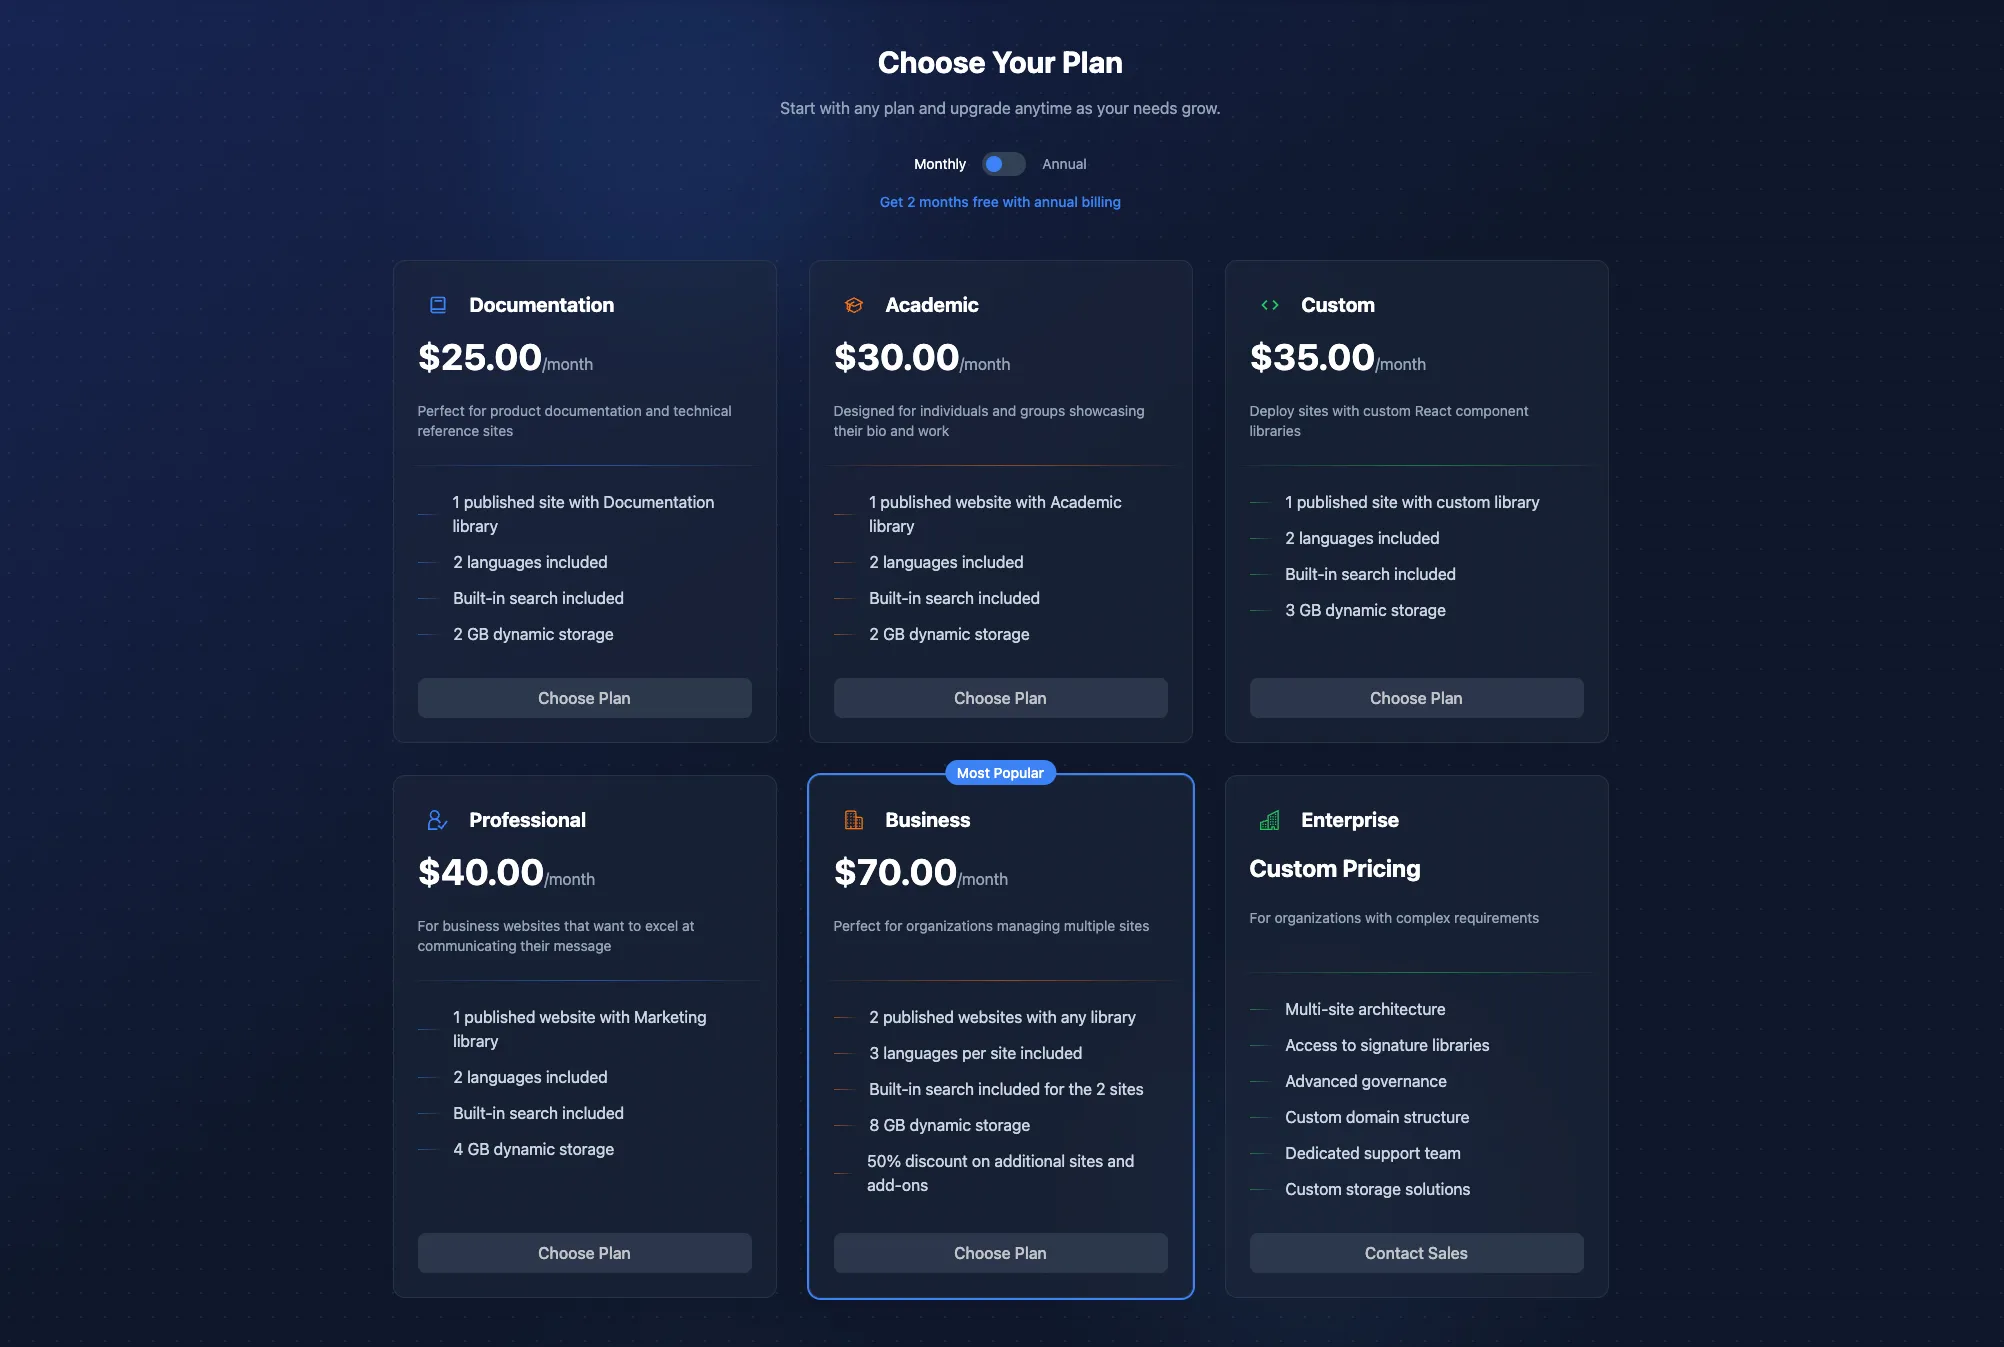 Choose Your Plan
Start with any plan and upgrade anytime as your needs grow.
Monthly Annual
Get 2 months free with annual billing
Documentation
$25.00/month
Perfect for product documentation and technical
reference sites
1 published site with Documentation
library
2 languages included
Built-in search included
2 GB dynamic storage
Choose Plan
Academic
$30.00/month
Designed for individuals and groups showcasing
their bio and work
1 published website with Academic
library
2 languages included
Built-in search included
2 GB dynamic storage
Choose Plan
Custom
$35.00/month
Deploy sites with custom React component
libraries
1 published site with custom library
2 languages included
Built-in search included
3 GB dynamic storage
Choose Plan
Professional
$40.00/month
For business websites that want to excel at
communicating their message
1 published website with Marketing
library
2 languages included
Built-in search included
4 GB dynamic storage
Choose Plan
Most Popular
Business
$70.00/month
Perfect for organizations managing multiple sites
2 published websites with any library
3 languages per site included
Built-in search included for the 2 sites
8 GB dynamic storage
50% discount on additional sites and
add-ons
Choose Plan
Enterprise
Custom Pricing
For organizations with complex requirements
Multi-site architecture
Access to signature libraries
Advanced governance
Custom domain structure
Dedicated support team
Custom storage solutions
Contact Sales